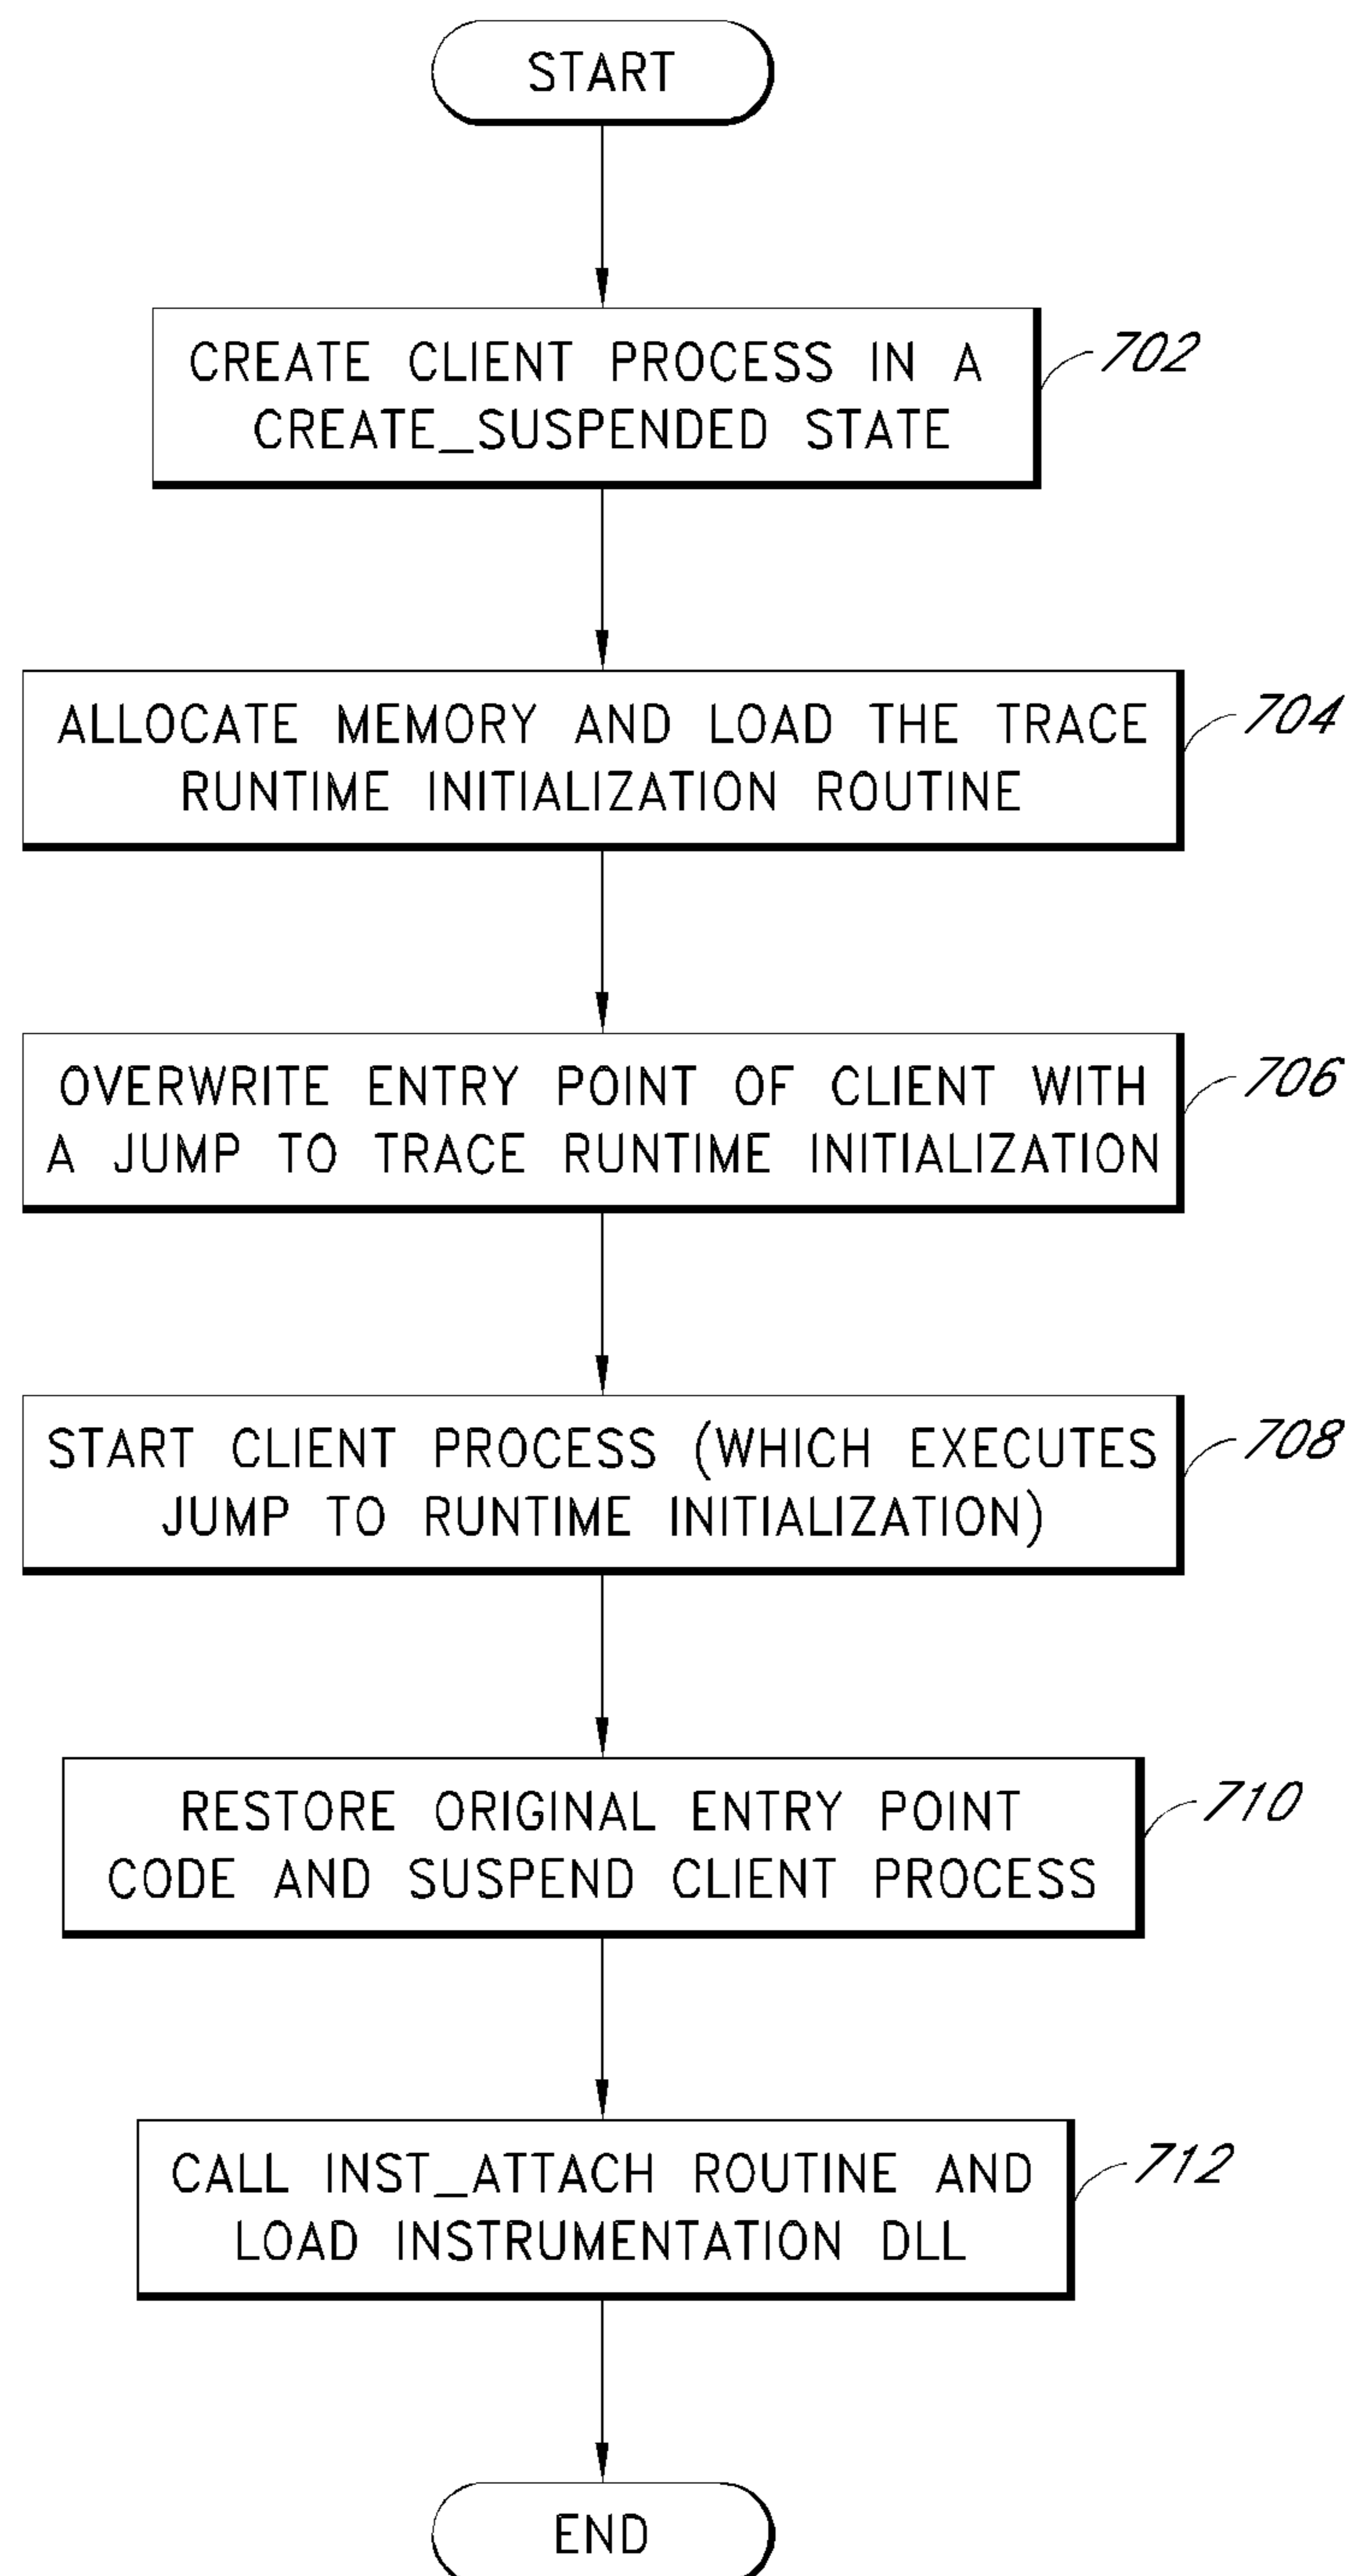 START
CREATE CLIENT PROCESS IN A
CREATE_SUSPENDED STATE
702
ALLOCATE MEMORY AND LOAD THE TRACE
RUNTIME INITIALIZATION ROUTINE
704
OVERWRITE ENTRY POINT OF CLIENT WITH
A JUMP TO TRACE RUNTIME INITIALIZATION
706
START CLIENT PROCESS (WHICH EXECUTES
JUMP TO RUNTIME INITIALIZATION)
708
RESTORE ORIGINAL ENTRY POINT
CODE AND SUSPEND CLIENT PROCESS
710
CALL INST_ATTACH ROUTINE AND
LOAD INSTRUMENTATION DLL
712
END